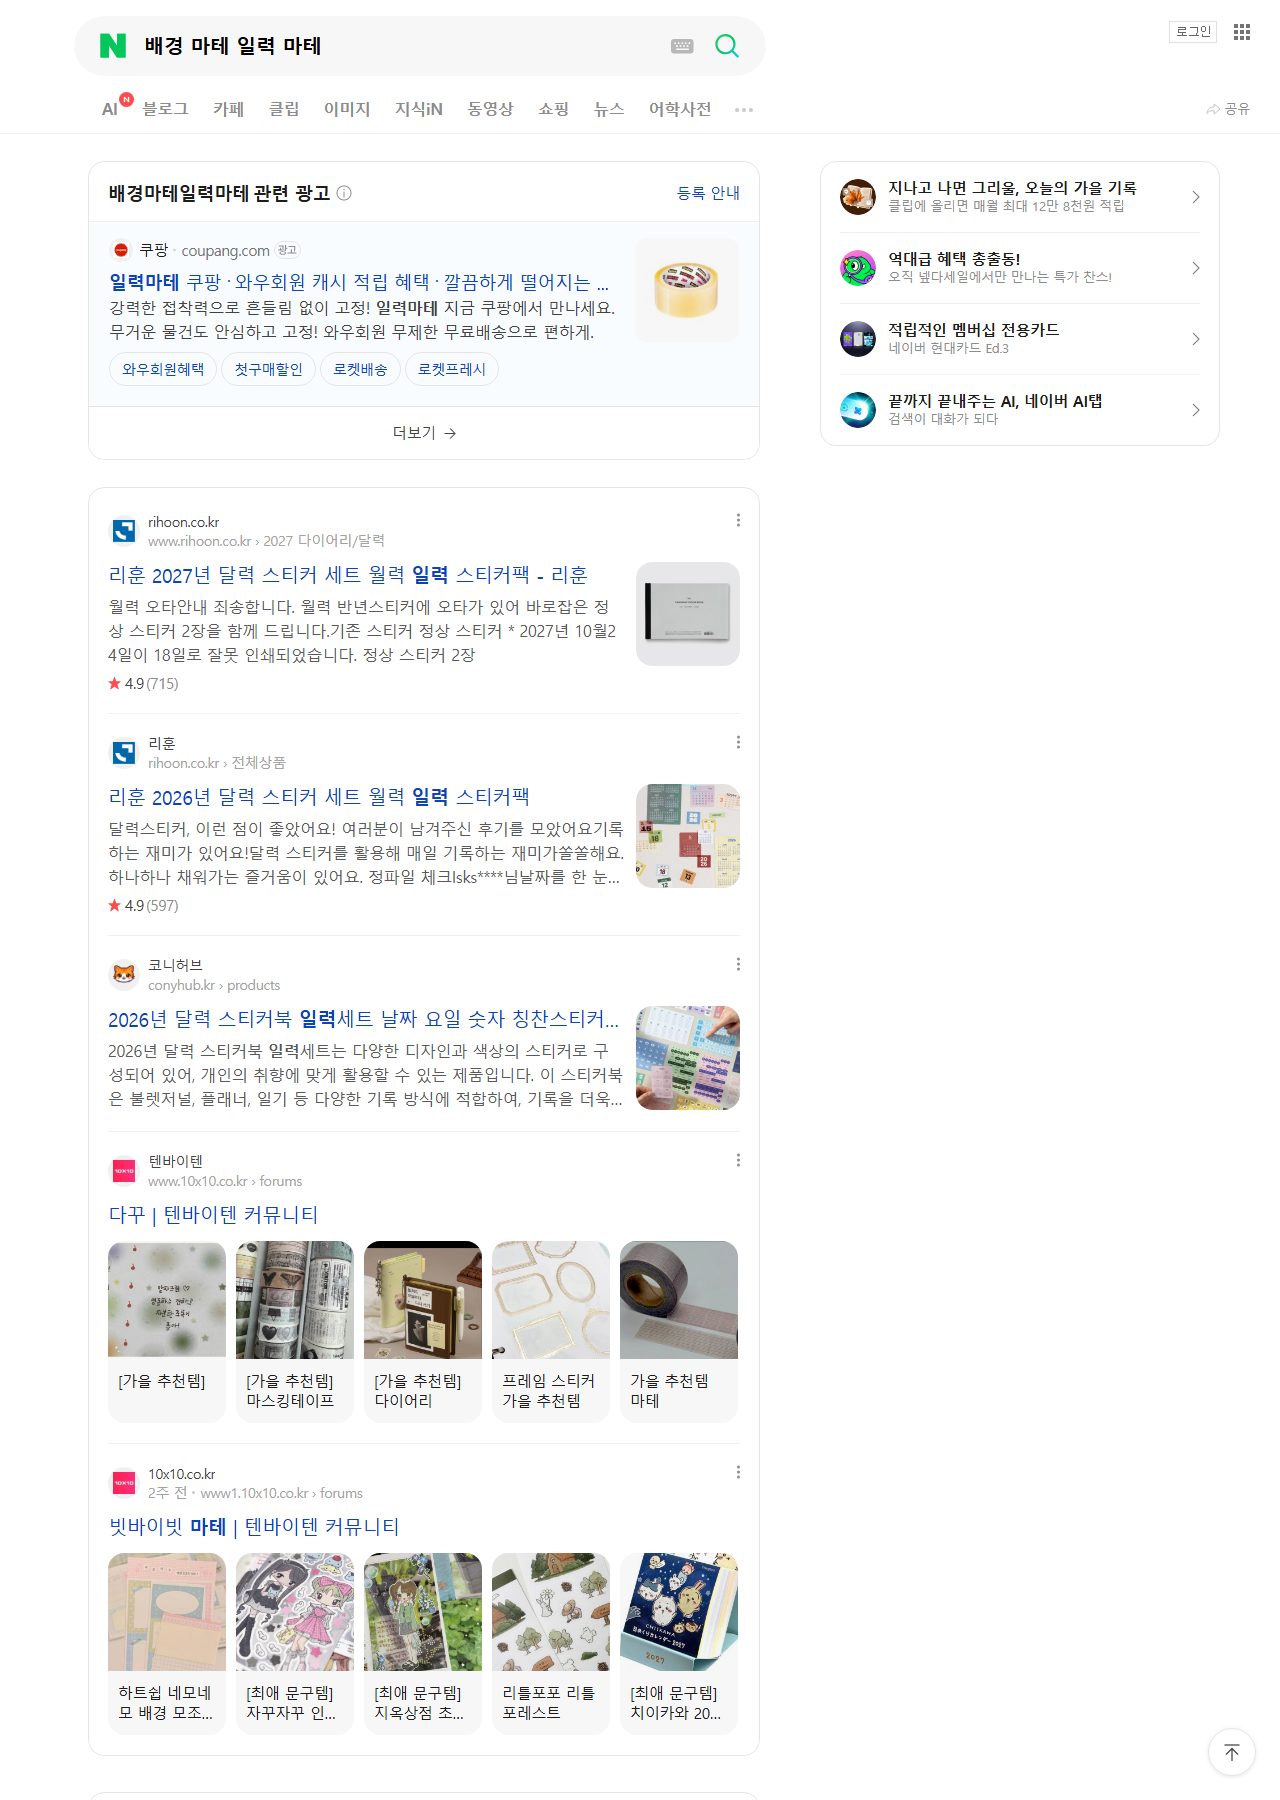 배경 마테 일력 마테
로그인
AI
N
블로그
카페
클립
이미지
지식iN
동영상
쇼핑
뉴스
어학사전
공유
배경마테일력마테 관련 광고
등록 안내
쿠팡 · coupang.com 광고
일력마테 쿠팡 · 와우회원 캐시 적립 혜택 · 깔끔하게 떨어지는 ...
강력한 접착력으로 흔들림 없이 고정! 일력마테 지금 쿠팡에서 만나세요.
무거운 물건도 안심하고 고정! 와우회원 무제한 무료배송으로 편하게.
와우회원혜택
첫구매할인
로켓배송
로켓프레시
더보기
지나고 나면 그리울, 오늘의 가을 기록
클립에 올리면 매월 최대 12만 8천원 적립
역대급 혜택 총출동!
오직 넾다세일에서만 만나는 특가 찬스!
적립적인 멤버십 전용카드
네이버 현대카드 Ed.3
끝까지 끝내주는 AI, 네이버 AI탭
검색이 대화가 되다
rihoon.co.kr
www.rihoon.co.kr › 2027 다이어리/달력
리훈 2027년 달력 스티커 세트 월력 일력 스티커팩 - 리훈
월력 오타안내 죄송합니다. 월력 반년스티커에 오타가 있어 바로잡은 정
상 스티커 2장을 함께 드립니다.기존 스티커 정상 스티커 * 2027년 10월2
4일이 18일로 잘못 인쇄되었습니다. 정상 스티커 2장
4.9(715)
리훈
rihoon.co.kr › 전체상품
리훈 2026년 달력 스티커 세트 월력 일력 스티커팩
달력스티커, 이런 점이 좋았어요! 여러분이 남겨주신 후기를 모았어요기록
하는 재미가 있어요!달력 스티커를 활용해 매일 기록하는 재미가쏠쏠해요.
하나하나 채워가는 즐거움이 있어요. 정파일 체크lsks****님날짜를 한 눈...
4.9(597)
코니허브
conyhub.kr › products
2026년 달력 스티커북 일력세트 날짜 요일 숫자 칭찬스티커...
2026년 달력 스티커북 일력세트는 다양한 디자인과 색상의 스티커로 구
성되어 있어, 개인의 취향에 맞게 활용할 수 있는 제품입니다. 이 스티커북
은 불렛저널, 플래너, 일기 등 다양한 기록 방식에 적합하여, 기록을 더욱...
텐바이텐
www.10x10.co.kr › forums
다꾸 | 텐바이텐 커뮤니티
[가을 추천템]
[가을 추천템]
마스킹테이프
[가을 추천템]
다이어리
프레임 스티커
가을 추천템
가을 추천템
마테
10x10.co.kr
2주 전 · www1.10x10.co.kr › forums
빗바이빗 마테 | 텐바이텐 커뮤니티
CHIIKAWA
2027
하트쉽 네모네
모 배경 모조...
[최애 문구템]
자꾸자꾸 인...
[최애 문구템]
지옥상점 초...
리틀포포 리틀
포레스트
[최애 문구템]
치이카와 20...